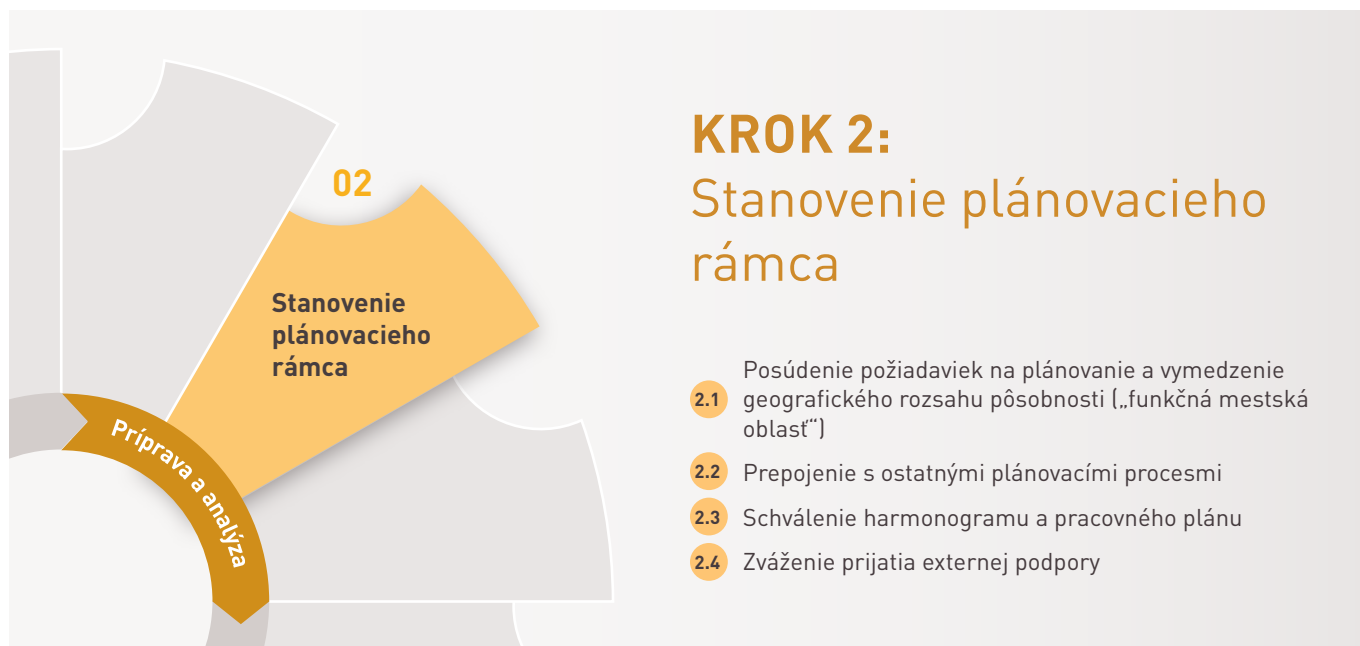 02
Stanovenie
plánovacieho
rámca
Príprava a analýza
KROK 2:
Stanovenie plánovacieho
rámca
2.1 Posúdenie požiadaviek na plánovanie a vymedzenie
geografického rozsahu pôsobnosti („funkčná mestská
oblasť“)
2.2 Prepojenie s ostatnými plánovacími procesmi
2.3 Schválenie harmonogramu a pracovného plánu
2.4 Zváženie prijatia externej podpory